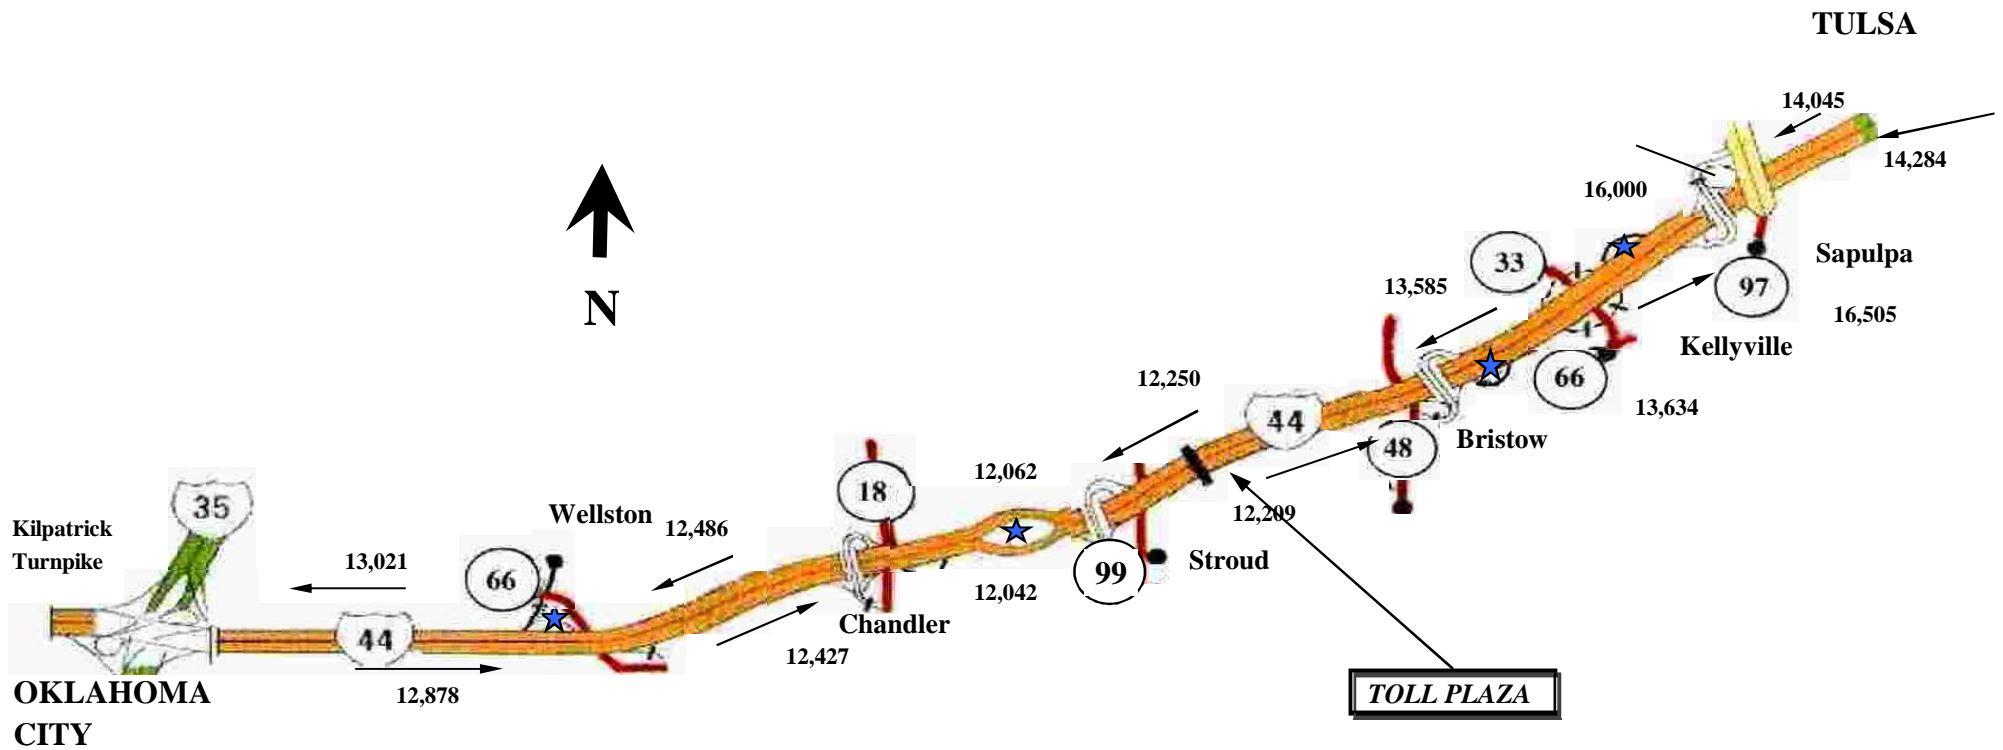 TULSA
14,045
14,284
16,000
33
Sapulpa
97
13,585
16,505
Kellyville
66
12,250
13,634
44
Bristow
48
12,062
18
35
Wellston
12,486
12,209
Kilpatrick
Turnpike
13,021
66
99
Stroud
12,042
Chandler
44
12,427
12,878
OKLAHOMA
CITY
TOLL PLAZA
N